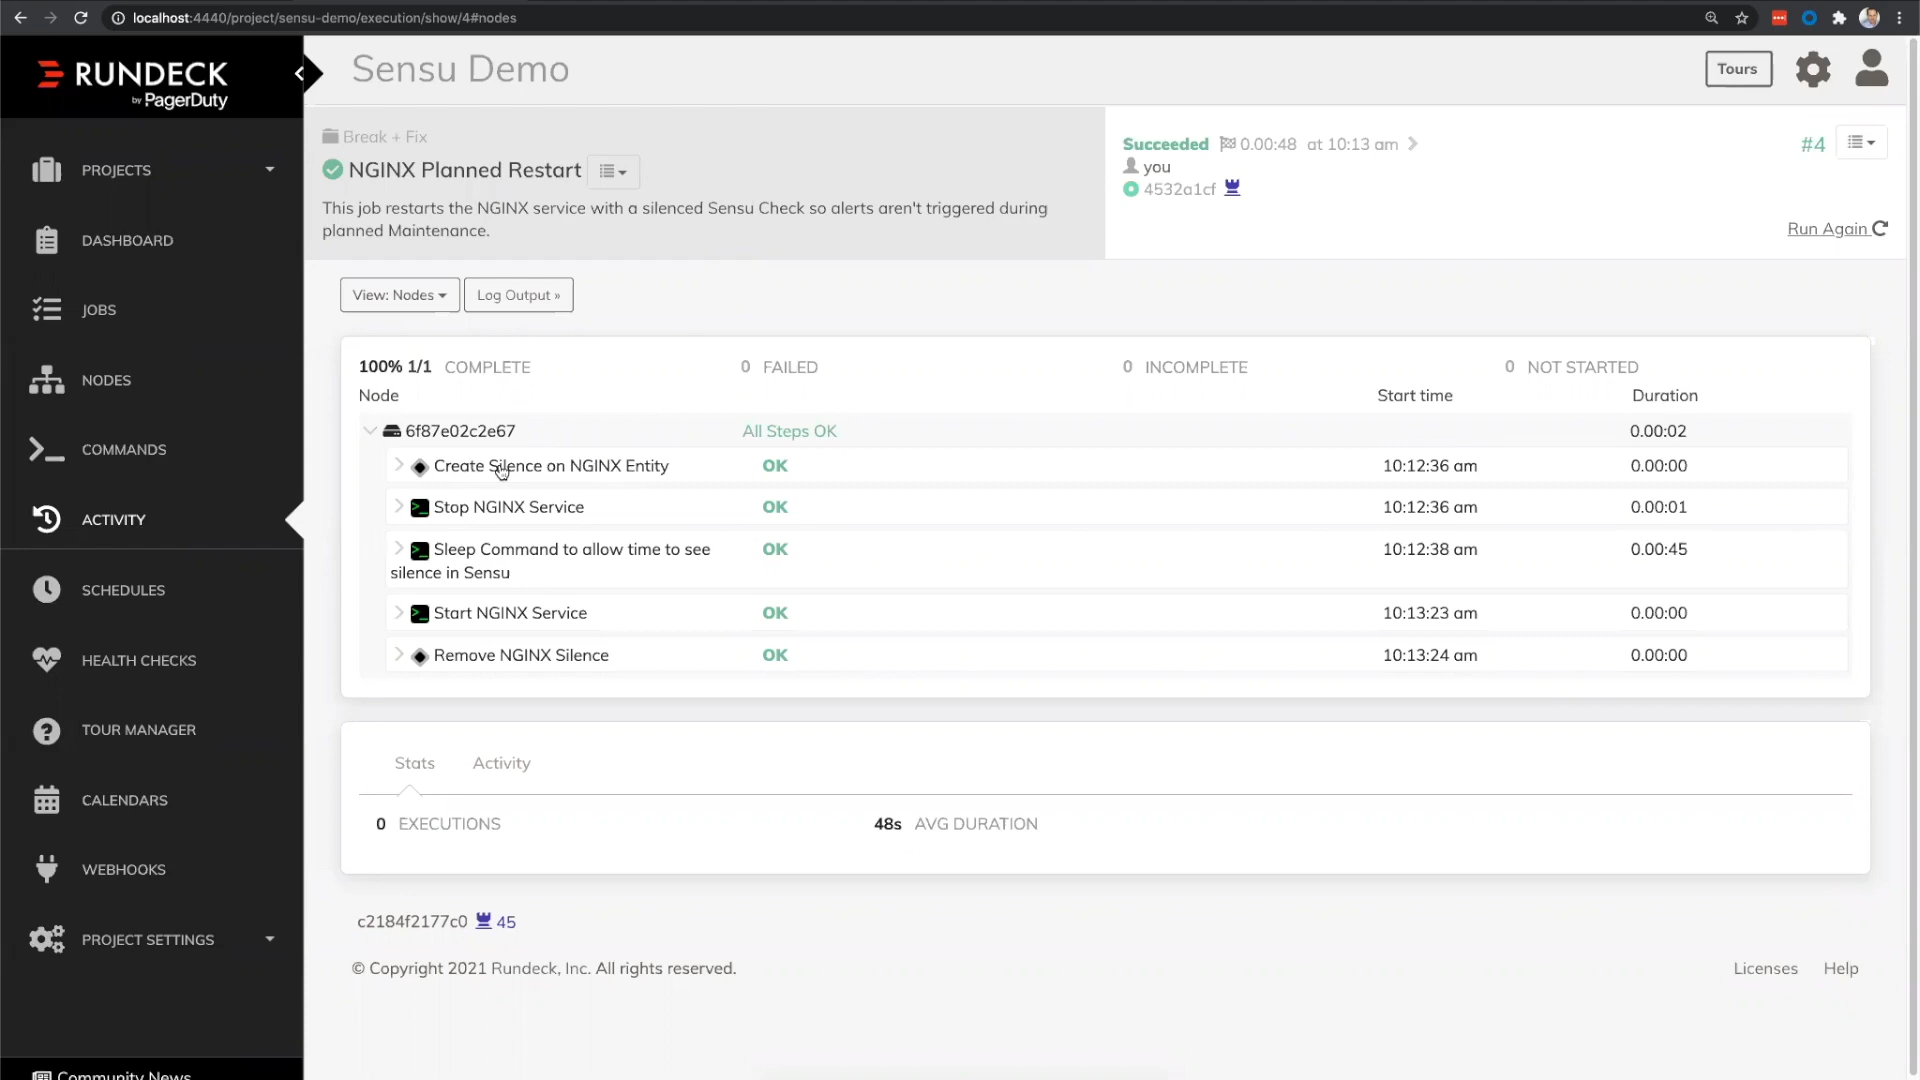 localhost:4440/project/sensu-demo/execution/show/4#nodes
RUNDECK
by PagerDuty
Sensu Demo
Tours
PROJECTS
DASHBOARD
JOBS
NODES
COMMANDS
ACTIVITY
SCHEDULES
HEALTH CHECKS
TOUR MANAGER
CALENDARS
WEBHOOKS
PROJECT SETTINGS
Community News
Break + Fix
NGINX Planned Restart
This job restarts the NGINX service with a silenced Sensu Check so alerts aren't triggered during
planned Maintenance.
Succeeded 0.00:48 at 10:13 am
#4
you
4532a1cf
Run Again
View: Nodes
Log Output »
100% 1/1 COMPLETE 0 FAILED 0 INCOMPLETE 0 NOT STARTED
Node Start time Duration
6f87e02c2e67 All Steps OK 0.00:02
Create Silence on NGINX Entity OK 10:12:36 am 0.00:00
Stop NGINX Service OK 10:12:36 am 0.00:01
Sleep Command to allow time to see OK 10:12:38 am 0.00:45
silence in Sensu
Start NGINX Service OK 10:13:23 am 0.00:00
Remove NGINX Silence OK 10:13:24 am 0.00:00
Stats Activity
0 EXECUTIONS 48s AVG DURATION
c2184f2177c0 45
© Copyright 2021 Rundeck, Inc. All rights reserved.
Licenses Help